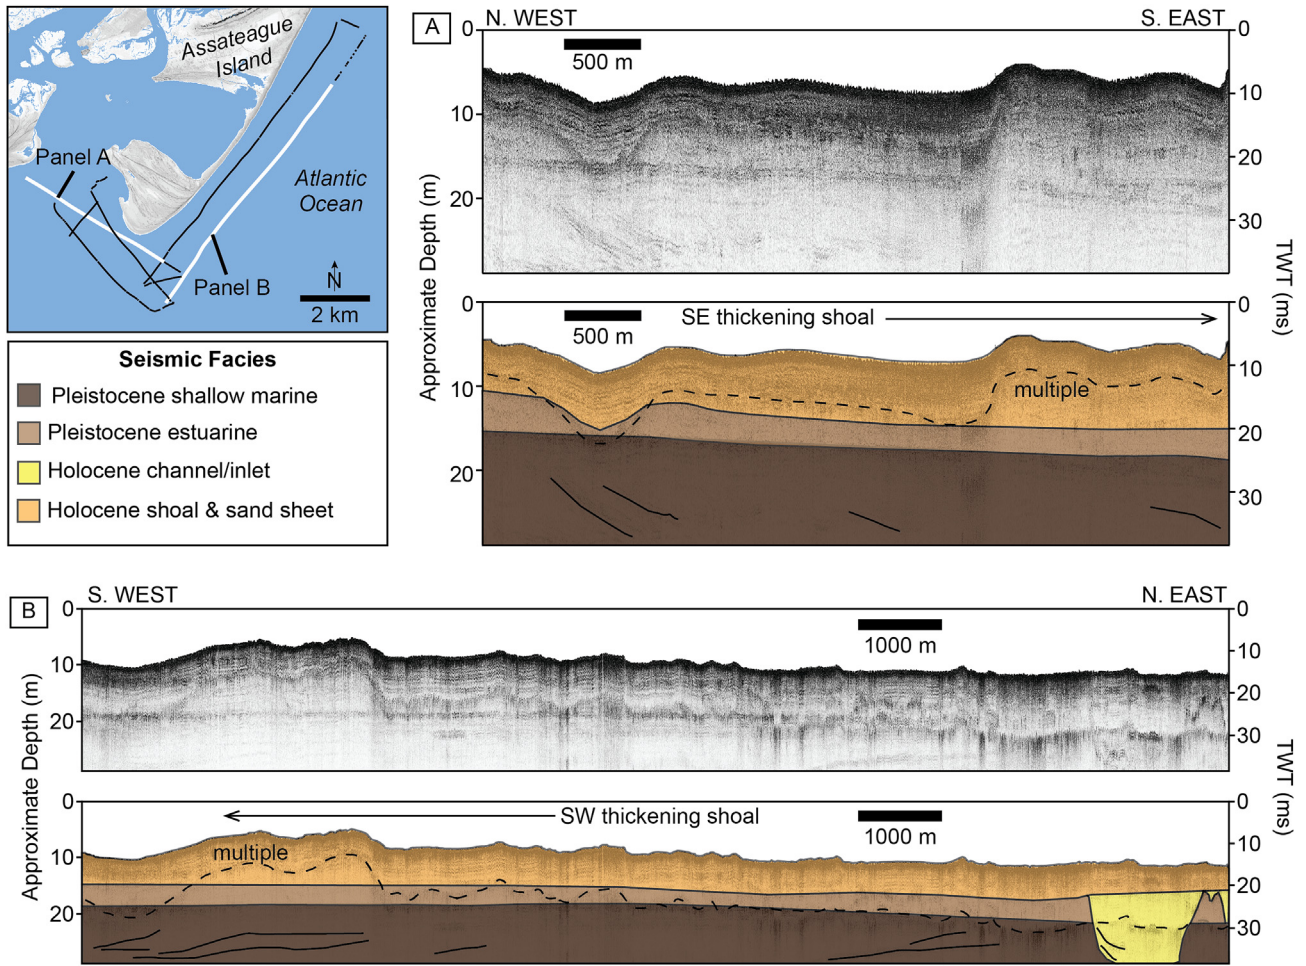 Assateague
Island
Panel A
Atlantic
Ocean
Panel B
N
2 km
Seismic Facies
Pleistocene shallow marine
Pleistocene estuarine
Holocene channel/inlet
Holocene shoal & sand sheet
A
N. WEST
S. EAST
0
0
500 m
10
10
20
20
30
Approximate Depth (m)
TWT (ms)
0
0
500 m
SE thickening shoal
10
10
multiple
20
20
30
B
S. WEST
N. EAST
0
0
1000 m
10
10
20
20
30
Approximate Depth (m)
TWT (ms)
0
0
SW thickening shoal
1000 m
multiple
10
10
20
20
30